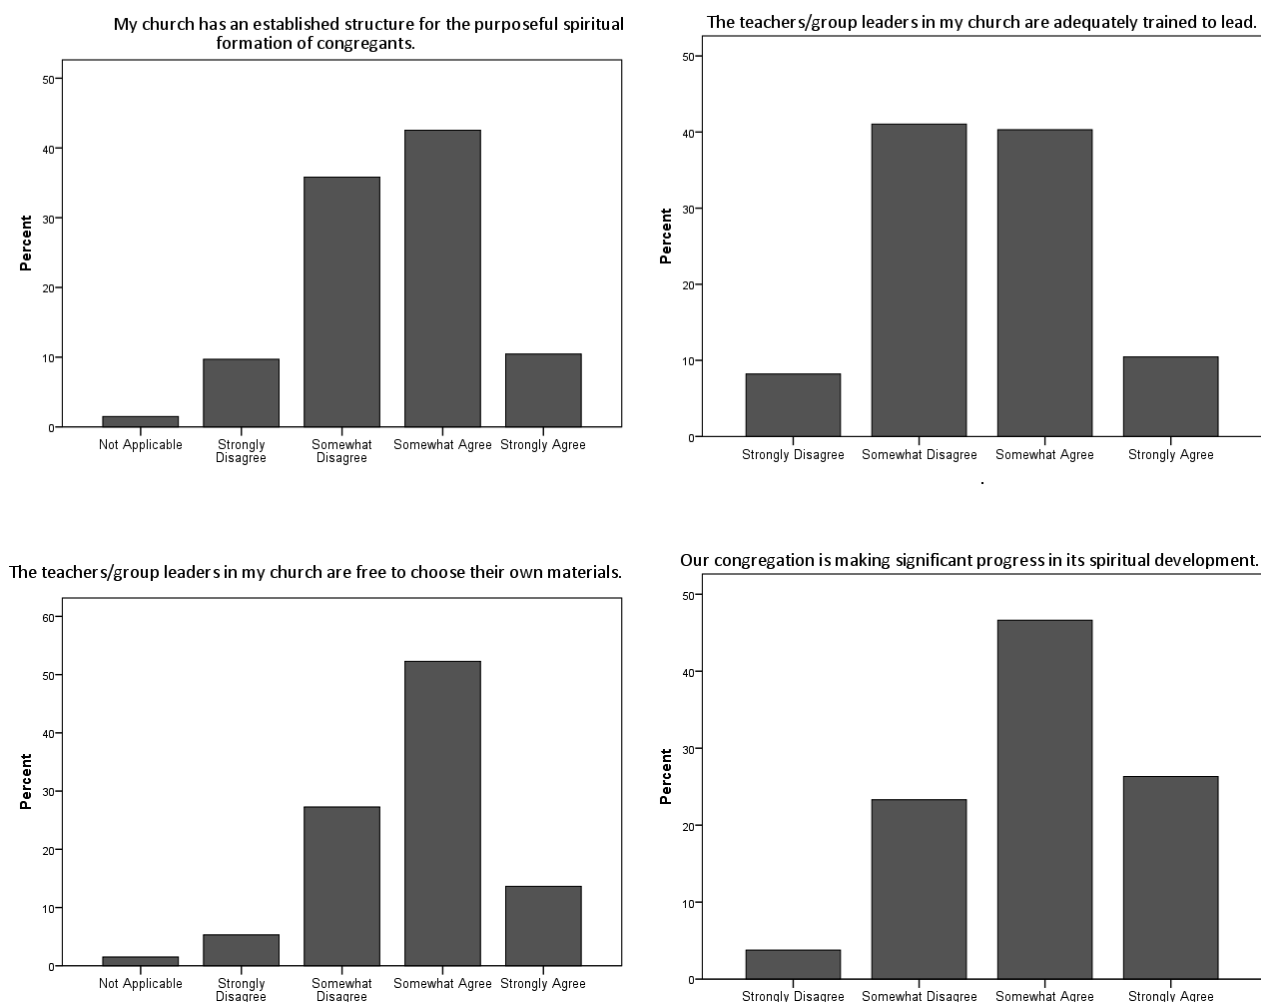 My church has an established structure for the purposeful spiritual
formation of congregants.
Percent
50
40
30
20
10
0
Not Applicable
Strongly
Disagree
Somewhat
Disagree
Somewhat Agree
Strongly Agree
The teachers/group leaders in my church are adequately trained to lead.
Percent
50
40
30
20
10
0
Strongly Disagree
Somewhat Disagree
Somewhat Agree
Strongly Agree
.
The teachers/group leaders in my church are free to choose their own materials.
Percent
60
50
40
30
20
10
0
Not Applicable
Strongly
Disagree
Somewhat
Disagree
Somewhat Agree
Strongly Agree
Our congregation is making significant progress in its spiritual development.
Percent
50
40
30
20
10
0
Strongly Disagree
Somewhat Disagree
Somewhat Agree
Strongly Agree